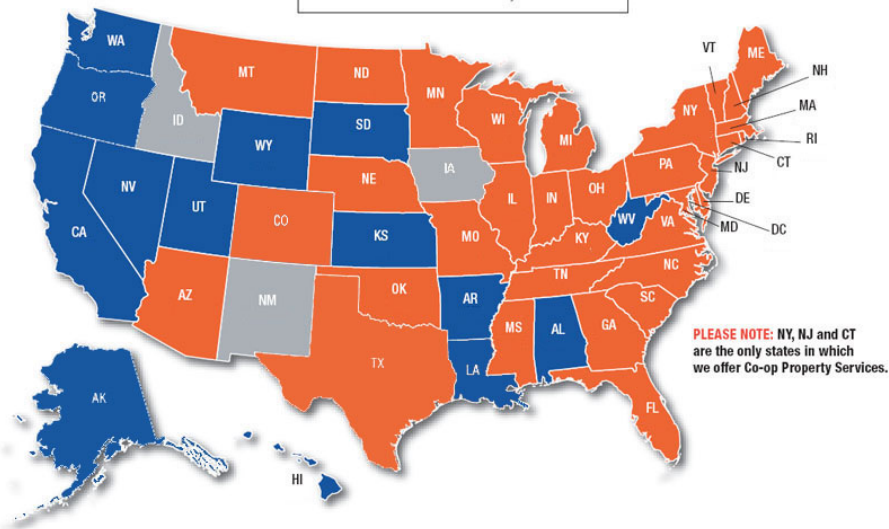 WA
VT
ME
MT
ND
NH
OR
MN
MA
ID
SD
WI
NY
RI
WY
MI
CT
IA
PA
NJ
NE
NV
OH
DE
UT
IL
IN
WV
DC
CO
VA
MD
CA
KS
MO
KY
NC
TN
OK
AZ
NM
AR
SC
MS
AL
GA
PLEASE NOTE: NY, NJ and CT
are the only states in which
we offer Co-op Property Services.
TX
LA
AK
FL
HI